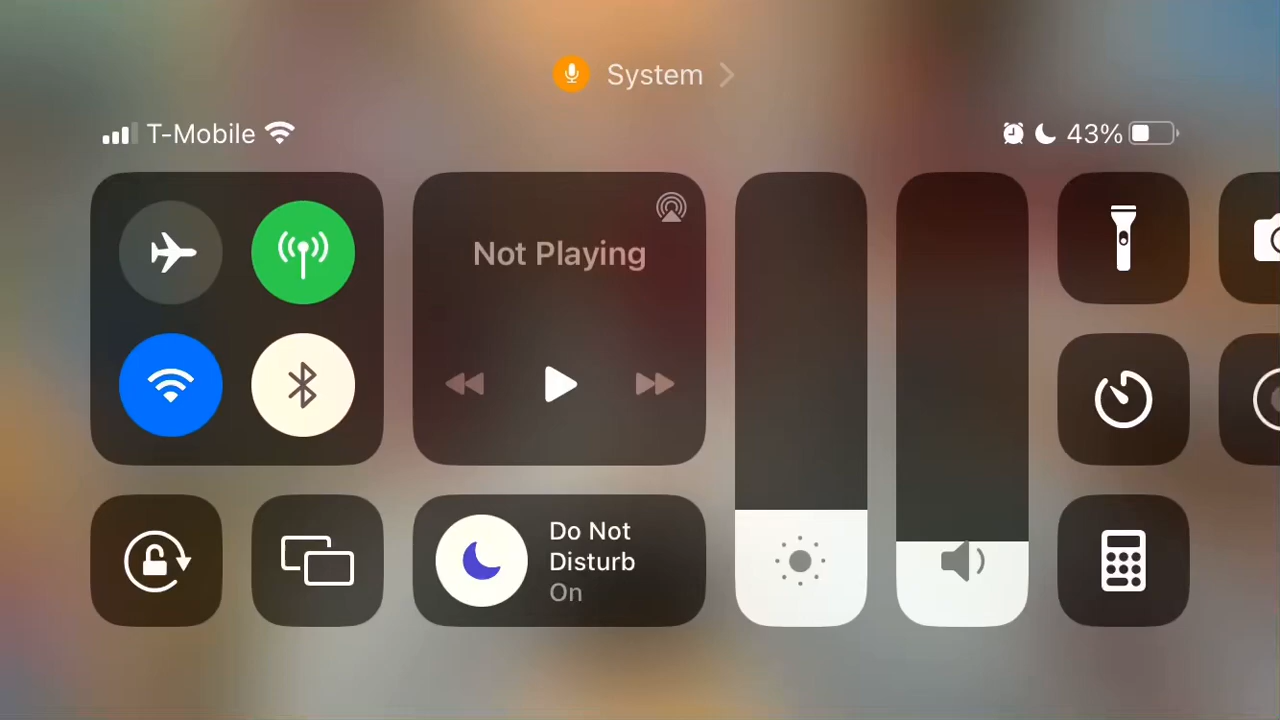 System
T-Mobile
43%
Not Playing
Do Not
Disturb
On